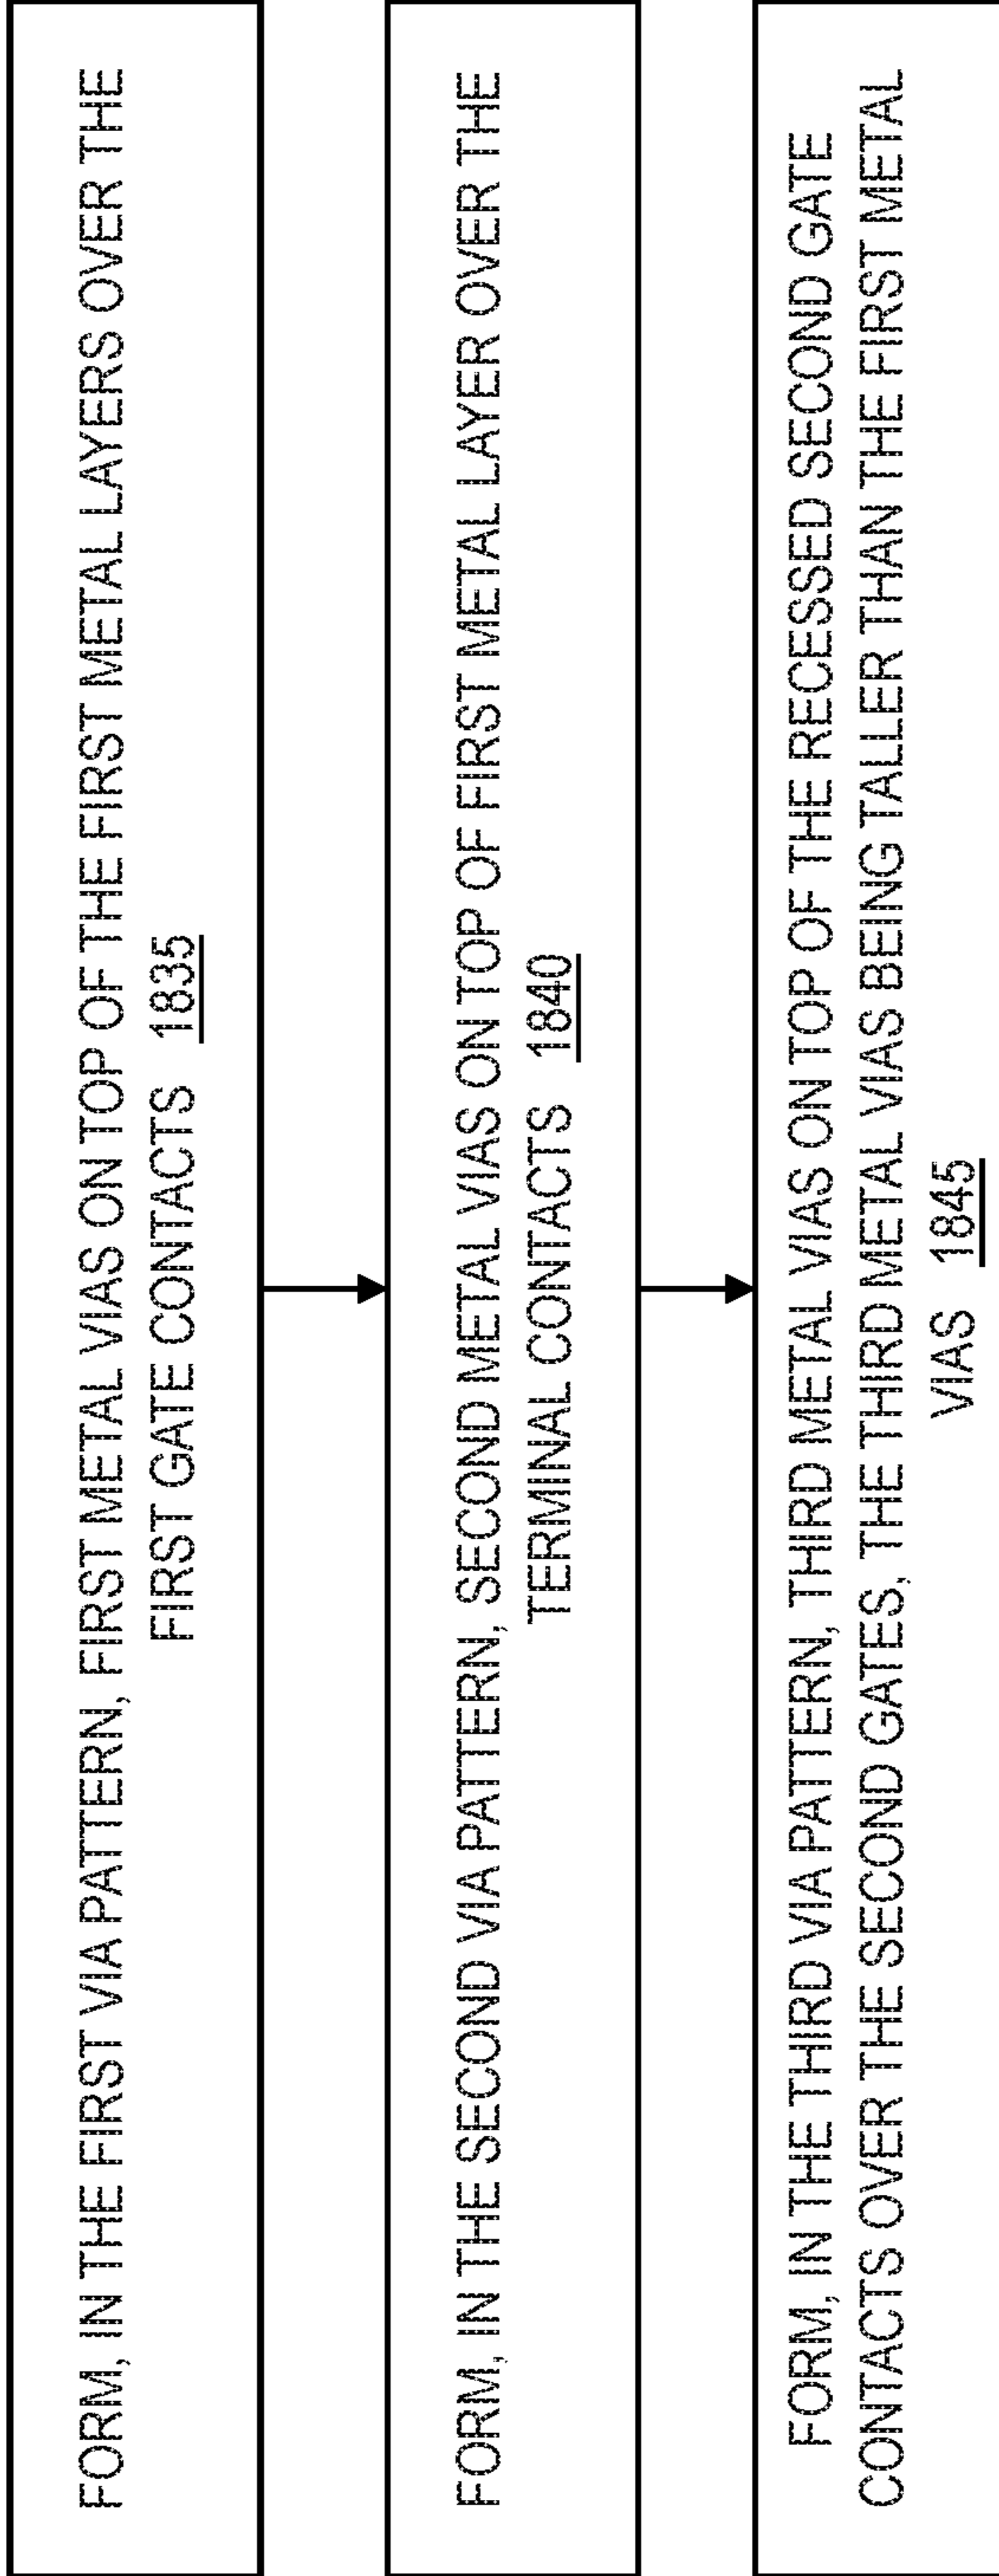 FORM, IN THE FIRST VIA PATTERN, FIRST METAL VIAS ON TOP OF THE FIRST METAL LAYERS OVER THE
FIRST GATE CONTACTS 1835
FORM, IN THE SECOND VIA PATTERN, SECOND METAL VIAS ON TOP OF FIRST METAL LAYER OVER THE
TERMINAL CONTACTS 1840
FORM, IN THE THIRD VIA PATTERN, THIRD METAL VIAS ON TOP OF THE RECESSED SECOND GATE
CONTACTS OVER THE SECOND GATES, THE THIRD METAL VIAS BEING TALLER THAN THE FIRST METAL
VIAS 1845